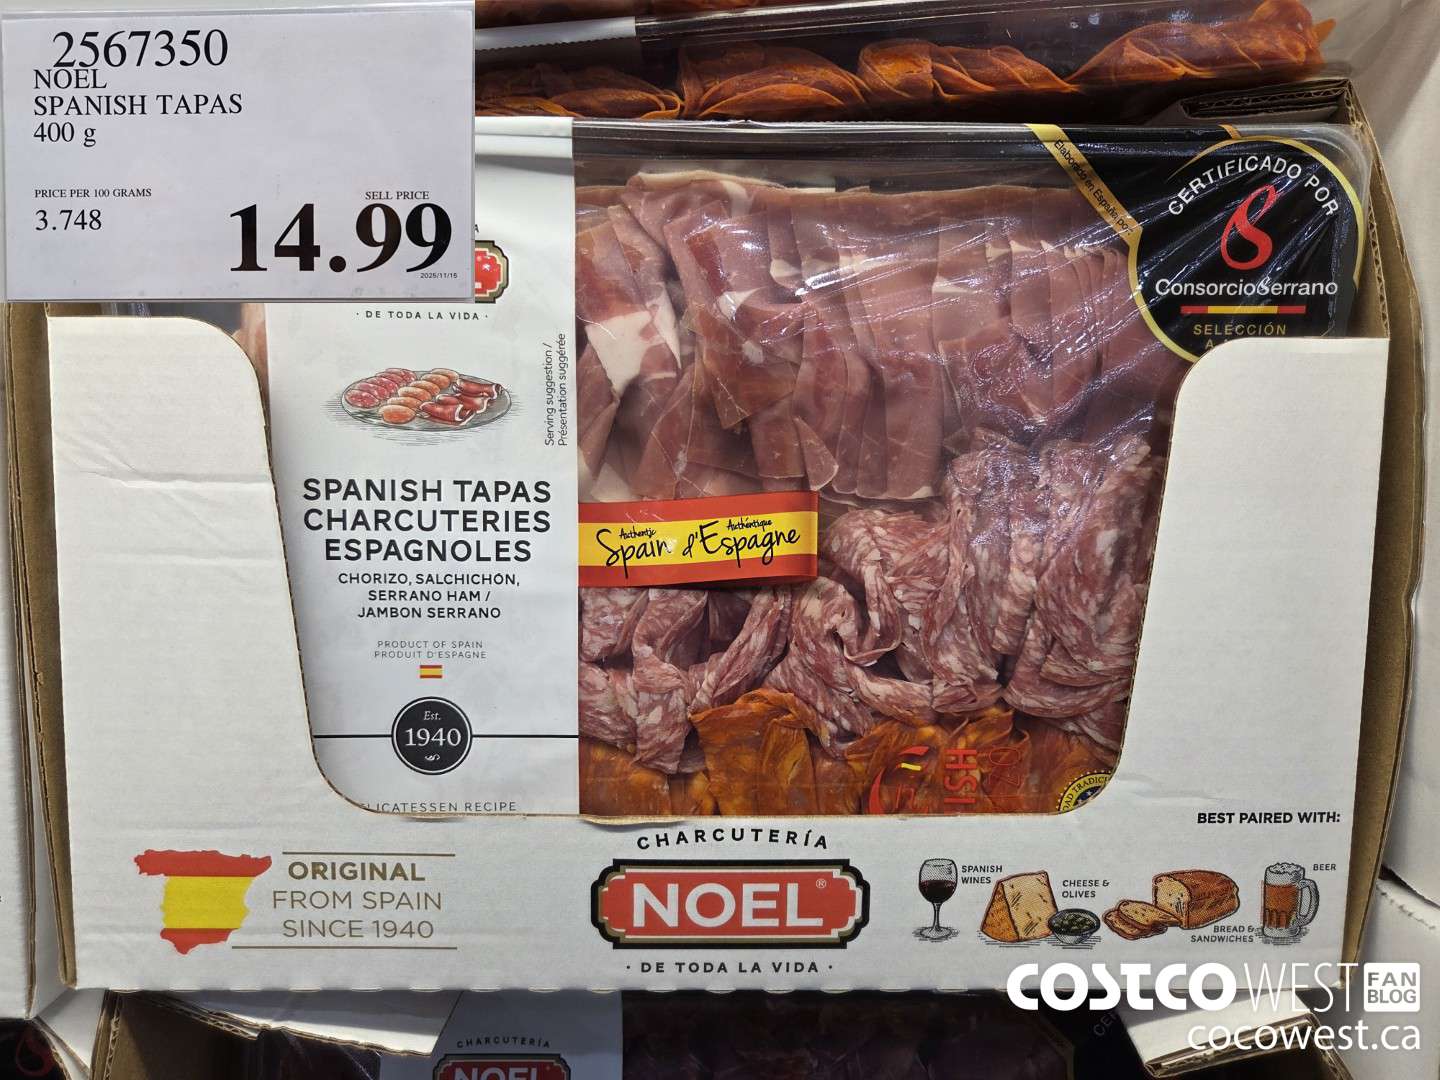 2567350
NOEL
SPANISH TAPAS
400 g
PRICE PER 100 GRAMS
3.748
SELL PRICE
14.99
2025/11/15
· DE TODA LA VIDA ·
Serving suggestion /
Présentation suggérée
SPANISH TAPAS
CHARCUTERIES
ESPAGNOLES
CHORIZO, SALCHICHÓN,
SERRANO HAM /
JAMBON SERRANO
PRODUCT OF SPAIN
PRODUIT D'ESPAGNE
Est.
1940
LICATESSEN RECIPE
Authentic Spain
Authéntique d'Espagne
Elaborado en España por:
CERTIFICADO POR
ConsorcioSerrano
SELECCIÓN
ORIGINAL
FROM SPAIN
SINCE 1940
CHARCUTERÍA
NOEL®
· DE TODA LA VIDA ·
BEST PAIRED WITH:
SPANISH
WINES
CHEESE &
OLIVES
BREAD &
SANDWICHES
BEER
COSTCO WEST FAN BLOG
cocowest.ca
CHARCUTERÍA
NOEL